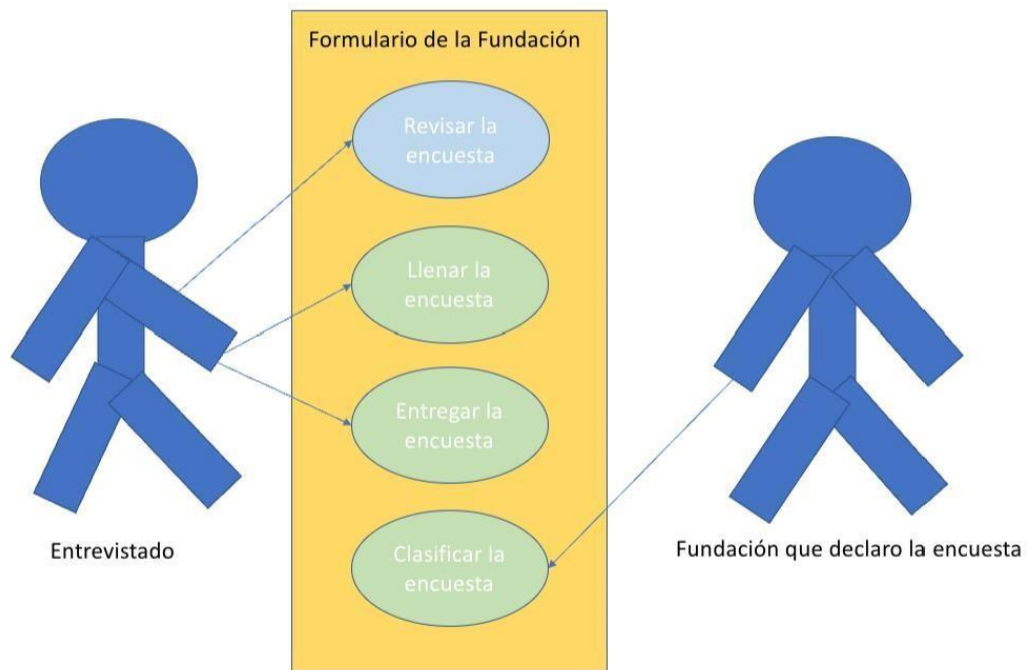 Formulario de la Fundación
Revisar la
encuesta
Llenar la
encuesta
Entregar la
encuesta
Clasificar la
encuesta
Entrevistado
Fundación que declaro la encuesta